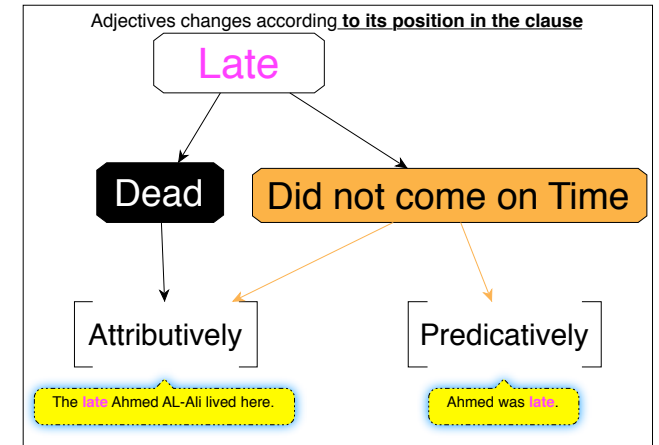 Adjectives changes according to its position in the clause
Late
Dead
Did not come on Time
Attributively
Predicatively
The late Ahmed AL-Ali lived here.
Ahmed was late.